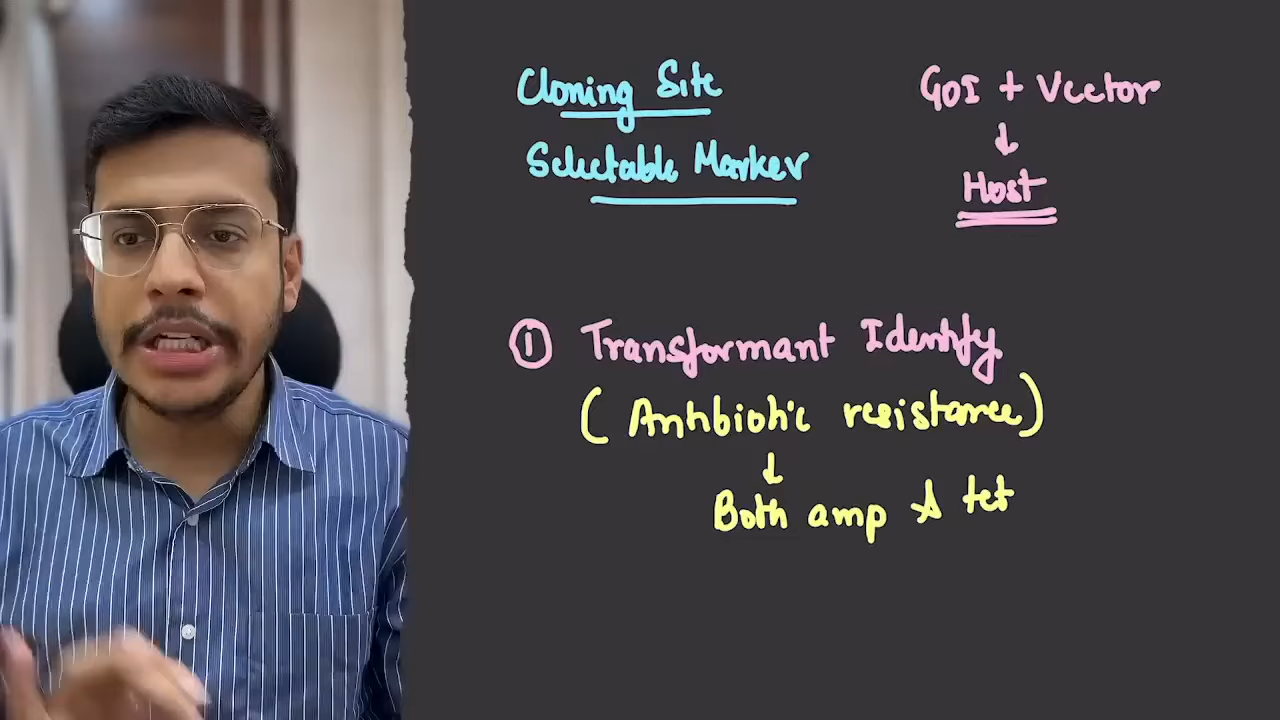 Cloning Site
Selectable Marker
GOI + Vector
↓
Host
① Transformant Identify
(Antibiotic resistance)
↓
Both amp & tet